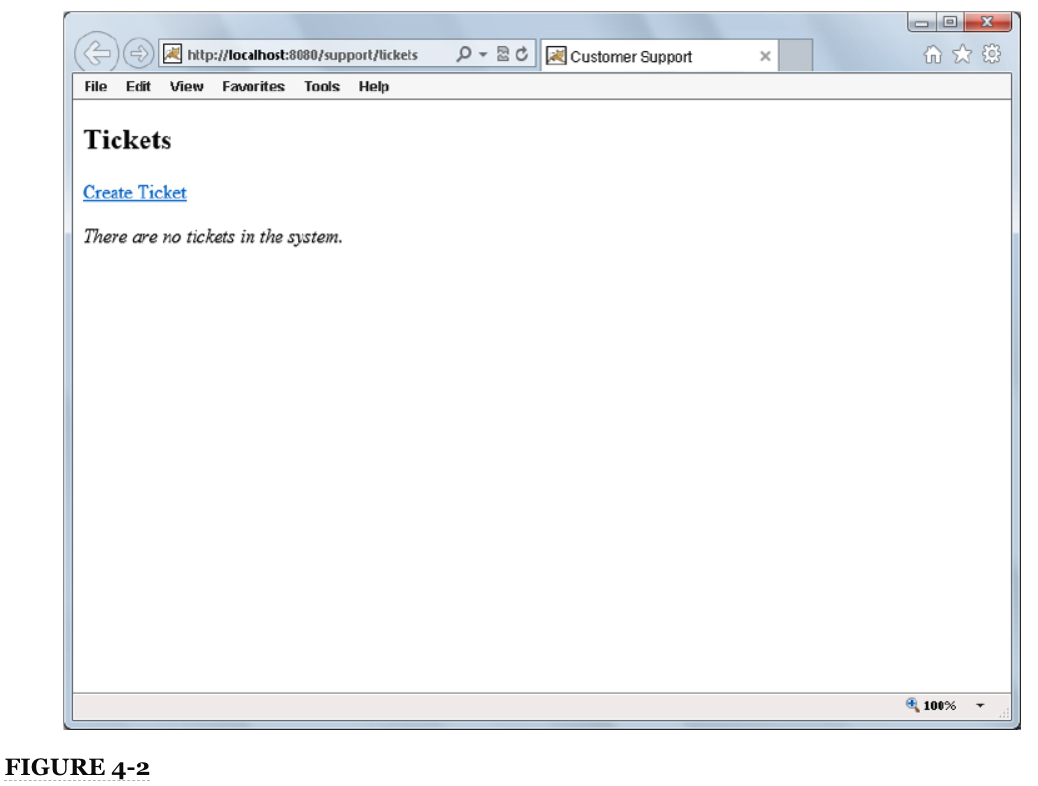 http://localhost:8080/support/tickets
Customer Support
File Edit View Favorites Tools Help
Tickets
Create Ticket
There are no tickets in the system.
100%
FIGURE 4-2